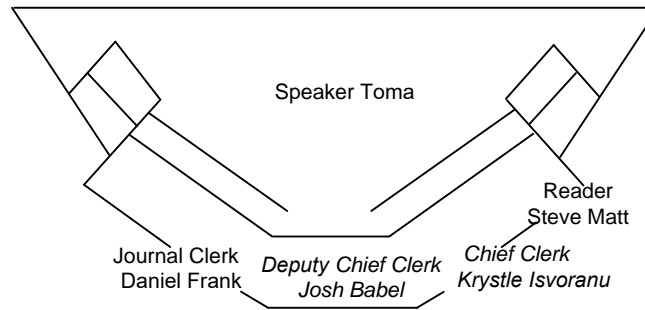 Speaker Toma
Reader
Steve Matt
Journal Clerk
Daniel Frank
Deputy Chief Clerk
Josh Babel
Chief Clerk
Krystle Isvoranu